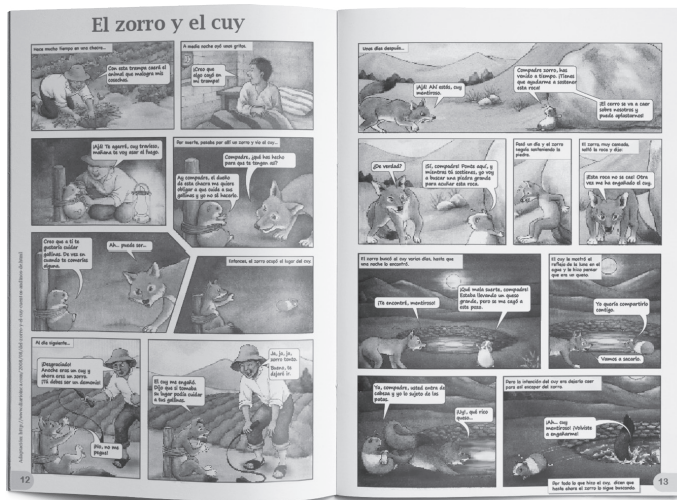 El zorro y el cuy
Hace mucho tiempo en una chacra...
Con esta trampa caerá el
animal que malogra mis
cosechas.
A media noche oyó unos gritos.
¡Creo que
algo cayó en
mi trampa!
¡Ajá! Te agarré, cuy travieso,
mañana te voy asar al fuego.
Por suerte, pasaba por allí un zorro y vio al cuy...
Compadre, ¿qué has hecho
para que te tengan así?
Ay compadre, el dueño
de esta chacra me quiere
obligar a que cuide a sus
gallinas y yo no sé hacerlo.
Creo que a ti te
gustaría cuidar
gallinas. De vez en
cuando te comerías
alguna.
Ah... puede ser...
Entonces, el zorro ocupó el lugar del cuy
Al día siguiente...
¡Desgraciado!
Anoche eras un cuy y
ahora eres un zorro.
¡Tú debes ser un demonio!
¡No, no me
pegue!
El cuy me engañó.
Dijo que si tomaba
su lugar podía cuidar
a tus gallinas.
Ja, ja, ja,
zorro tonto.
Bueno, te
dejaré ir.
12
Unos días después...
¡Ajá! Ahí estás, cuy
mentiroso.
Compadre zorro, has
venido a tiempo. ¡Tienes
que ayudarme a sostener
esta roca!
¡El cerro se va a caer
sobre nosotros y
puede aplastarnos!
¿De verdad?
¡Sí, compadre! Ponte aquí, y
mientras tú sostienes, yo voy
a buscar una piedra grande
para acuñar esta roca.
Pasó un día y el zorro
seguía sosteniendo la
piedra.
El zorro, muy cansado,
soltó la roca y dijo:
¡Esta roca no se cae! Otra
vez me ha engañado el cuy.
El zorro buscó al cuy varios días, hasta que
una noche lo encontró.
¡Te encontré, mentiroso!
¡Qué mala suerte, compadre!
Estaba llevando un queso
grande, pero se me cayó a
este pozo.
El cuy le mostró el
reflejo de la luna en el
agua y le hizo pensar
que era un queso.
Yo quería compartirlo
contigo.
Vamos a sacarlo.
Ya, compadre, usted entra de
cabeza y yo lo sujeto de las
patas.
¡Uy!, qué rico
queso...
Pero la intención del cuy era dejarlo caer
para así escapar del zorro.
¡Ah... cuy
mentiroso! ¡Volviste
a engañarme!
Por todo lo que hizo el cuy, dicen que
hasta ahora el zorro lo sigue buscando.
13